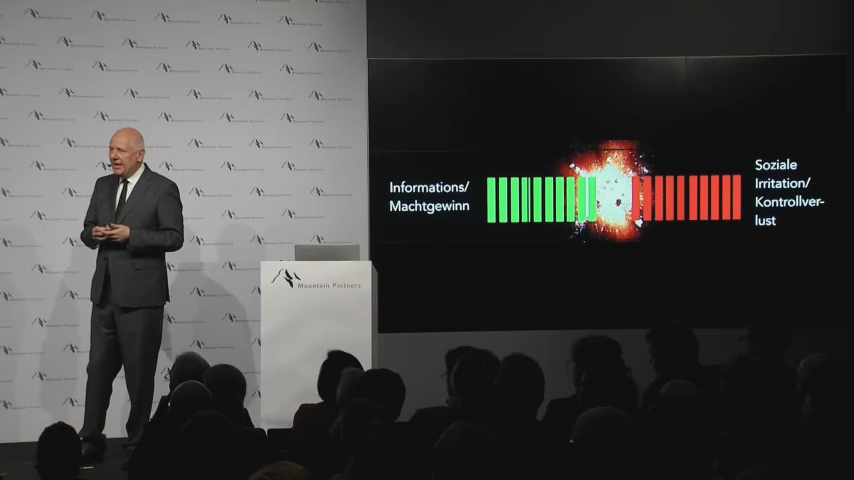 Informations/
Machtgewinn
Soziale
Irritation/
Kontrollver-
lust
Mountain Partners